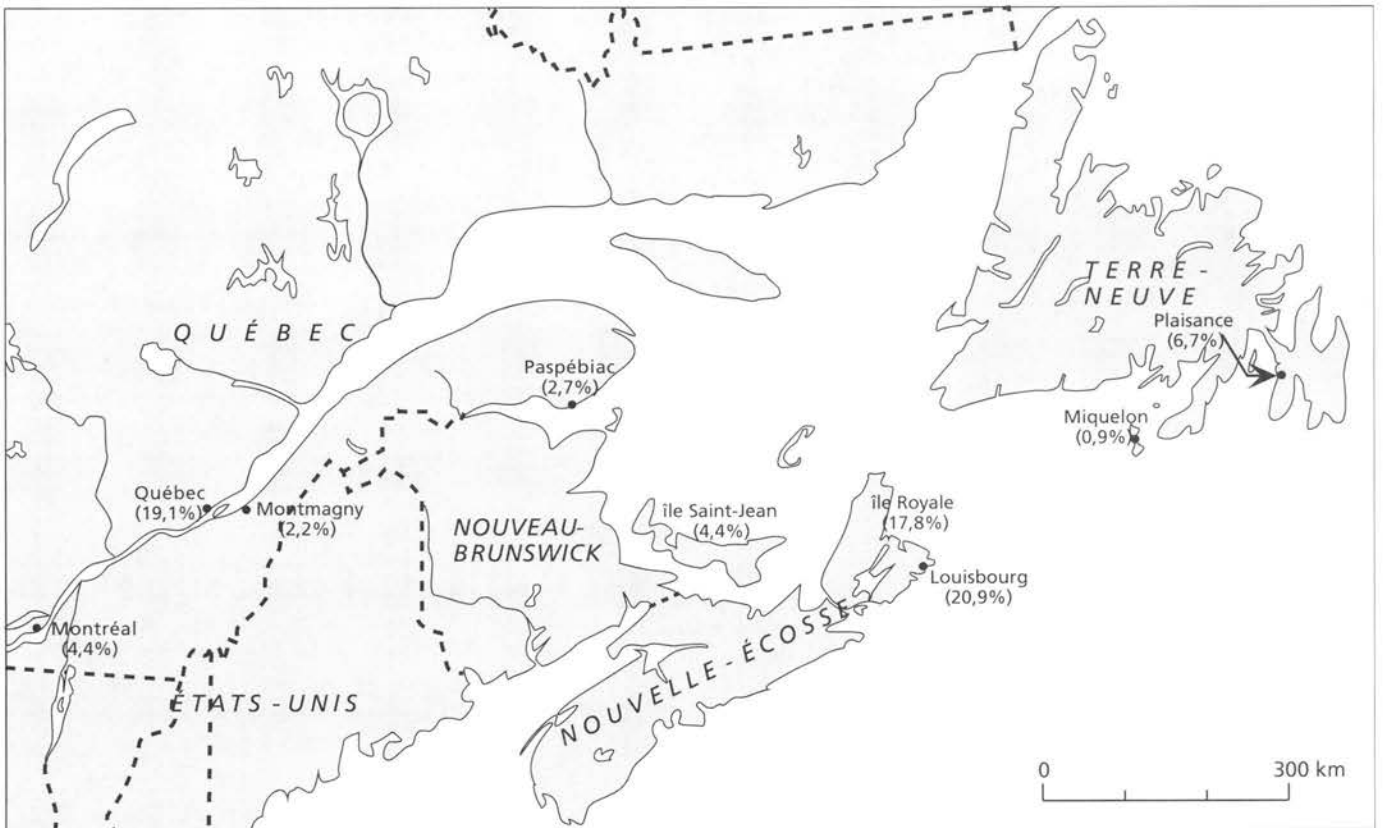 TERRE-
NEUVE
Plaisance
(6,7%)
QUÉBEC
Paspébiac
(2,7%)
Miquelon
(0,9%)
Québec
(19,1%)
Montmagny
(2,2%)
NOUVEAU-
BRUNSWICK
île Saint-Jean
(4,4%)
île Royale
(17,8%)
Louisbourg
(20,9%)
Montréal
(4,4%)
ÉTATS-UNIS
NOUVELLE-ÉCOSSE
0 300 km